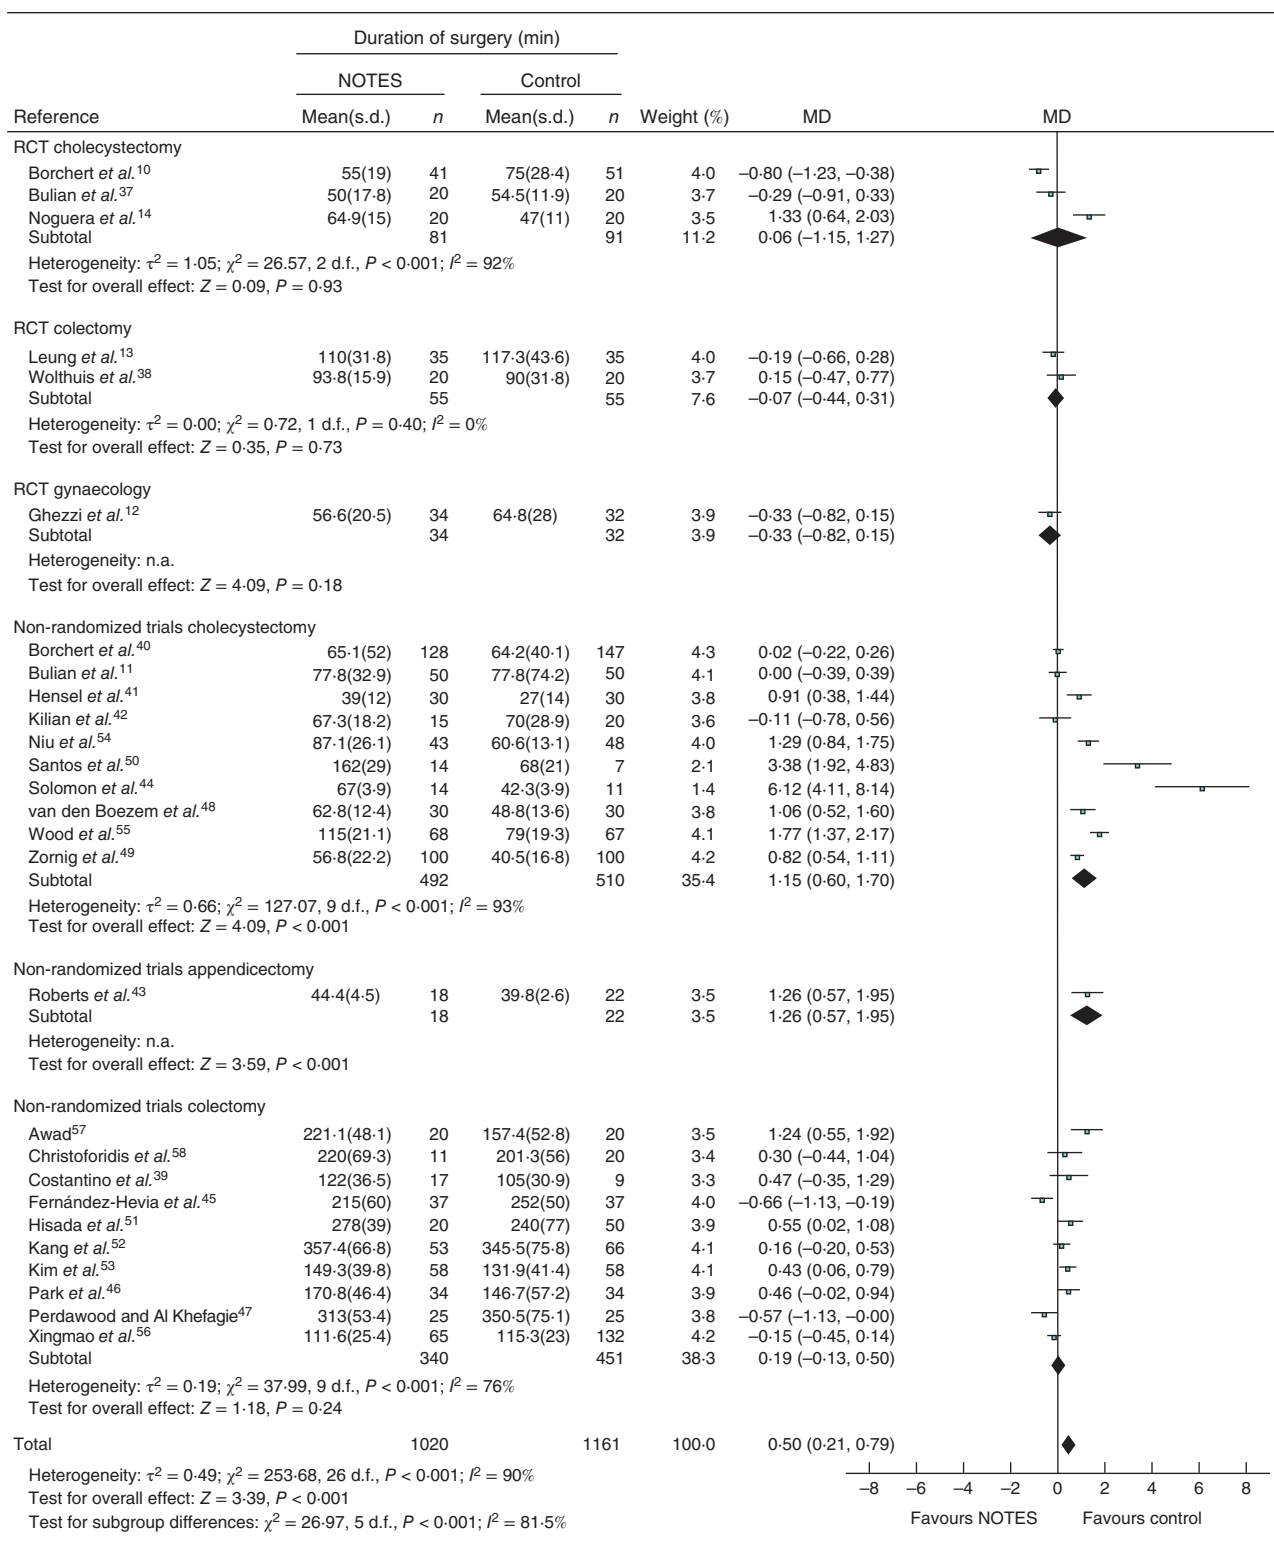 Duration of surgery (min)
NOTES Control
Reference Mean(s.d.) n Mean(s.d.) n Weight (%) MD MD
RCT cholecystectomy
Borchert et al.10 55(19) 41 75(28·4) 51 4·0 −0·80 (−1·23, −0·38)
Bulian et al.37 50(17·8) 20 54·5(11·9) 20 3·7 −0·29 (−0·91, 0·33)
Noguera et al.14 64·9(15) 20 47(11) 20 3·5 1·33 (0·64, 2·03)
Subtotal 81 91 11·2 0·06 (−1·15, 1·27)
Heterogeneity: τ2 = 1·05; χ2 = 26.57, 2 d.f., P < 0·001; I2 = 92%
Test for overall effect: Z = 0·09, P = 0·93
RCT colectomy
Leung et al.13 110(31·8) 35 117·3(43·6) 35 4·0 −0·19 (−0·66, 0·28)
Wolthuis et al.38 93·8(15·9) 20 90(31·8) 20 3·7 0·15 (−0·47, 0·77)
Subtotal 55 55 7·6 −0·07 (−0·44, 0·31)
Heterogeneity: τ2 = 0·00; χ2 = 0·72, 1 d.f., P = 0·40; I2 = 0%
Test for overall effect: Z = 0·35, P = 0·73
RCT gynaecology
Ghezzi et al.12 56·6(20·5) 34 64·8(28) 32 3·9 −0·33 (−0·82, 0·15)
Subtotal 34 32 3·9 −0·33 (−0·82, 0·15)
Heterogeneity: n.a.
Test for overall effect: Z = 4·09, P = 0·18
Non-randomized trials cholecystectomy
Borchert et al.40 65·1(52) 128 64·2(40·1) 147 4·3 0·02 (−0·22, 0·26)
Bulian et al.11 77·8(32·9) 50 77·8(74·2) 50 4·1 0·00 (−0·39, 0·39)
Hensel et al.41 39(12) 30 27(14) 30 3·8 0·91 (0·38, 1·44)
Kilian et al.42 67·3(18·2) 15 70(28·9) 20 3·6 −0·11 (−0·78, 0·56)
Niu et al.54 87·1(26·1) 43 60·6(13·1) 48 4·0 1·29 (0·84, 1·75)
Santos et al.50 162(29) 14 68(21) 7 2·1 3·38 (1·92, 4·83)
Solomon et al.44 67(3·9) 14 42·3(3·9) 11 1·4 6·12 (4·11, 8·14)
van den Boezem et al.48 62·8(12·4) 30 48·8(13·6) 30 3·8 1·06 (0·52, 1·60)
Wood et al.55 115(21·1) 68 79(19·3) 67 4.1 1·77 (1·37, 2·17)
Zornig et al.49 56·8(22·2) 100 40·5(16·8) 100 4·2 0·82 (0·54, 1·11)
Subtotal 492 510 35·4 1·15 (0·60, 1·70)
Heterogeneity: τ2 = 0·66; χ2 = 127·07, 9 d.f., P < 0·001; I2 = 93%
Test for overall effect: Z = 4·09, P < 0·001
Non-randomized trials appendicectomy
Roberts et al.43 44·4(4·5) 18 39·8(2·6) 22 3·5 1·26 (0·57, 1·95)
Subtotal 18 22 3·5 1·26 (0·57, 1·95)
Heterogeneity: n.a.
Test for overall effect: Z = 3·59, P < 0·001
Non-randomized trials colectomy
Awad57 221·1(48·1) 20 157·4(52·8) 20 3·5 1·24 (0·55, 1·92)
Christoforidis et al.58 220(69·3) 11 201·3(56) 20 3·4 0·30 (−0·44, 1·04)
Costantino et al.39 122(36·5) 17 105(30·9) 9 3·3 0·47 (−0·35, 1·29)
Fernández-Hevia et al.45 215(60) 37 252(50) 37 4·0 −0·66 (−1·13, −0·19)
Hisada et al.51 278(39) 20 240(77) 50 3·9 0·55 (0·02, 1·08)
Kang et al.52 357·4(66·8) 53 345·5(75·8) 66 4·1 0·16 (−0·20, 0·53)
Kim et al.53 149·3(39·8) 58 131·9(41·4) 58 4·1 0·43 (0·06, 0·79)
Park et al.46 170·8(46·4) 34 146·7(57·2) 34 3·9 0·46 (−0·02, 0·94)
Perdawood and Al Khefagie47 313(53·4) 25 350·5(75·1) 25 3·8 −0·57 (−1·13, −0·00)
Xingmao et al.56 111·6(25·4) 65 115·3(23) 132 4·2 −0·15 (−0·45, 0·14)
Subtotal 340 451 38·3 0·19 (−0·13, 0·50)
Heterogeneity: τ2 = 0·19; χ2 = 37·99, 9 d.f., P < 0·001; I2 = 76%
Test for overall effect: Z = 1·18, P = 0·24
Total 1020 1161 100·0 0·50 (0·21, 0·79)
Heterogeneity: τ2 = 0·49; χ2 = 253·68, 26 d.f., P < 0·001; I2 = 90%
Test for overall effect: Z = 3·39, P < 0·001
Test for subgroup differences: χ2 = 26·97, 5 d.f., P < 0·001; I2 = 81·5%
−8 −6 −4 −2 0 2 4 6 8
Favours NOTES Favours control